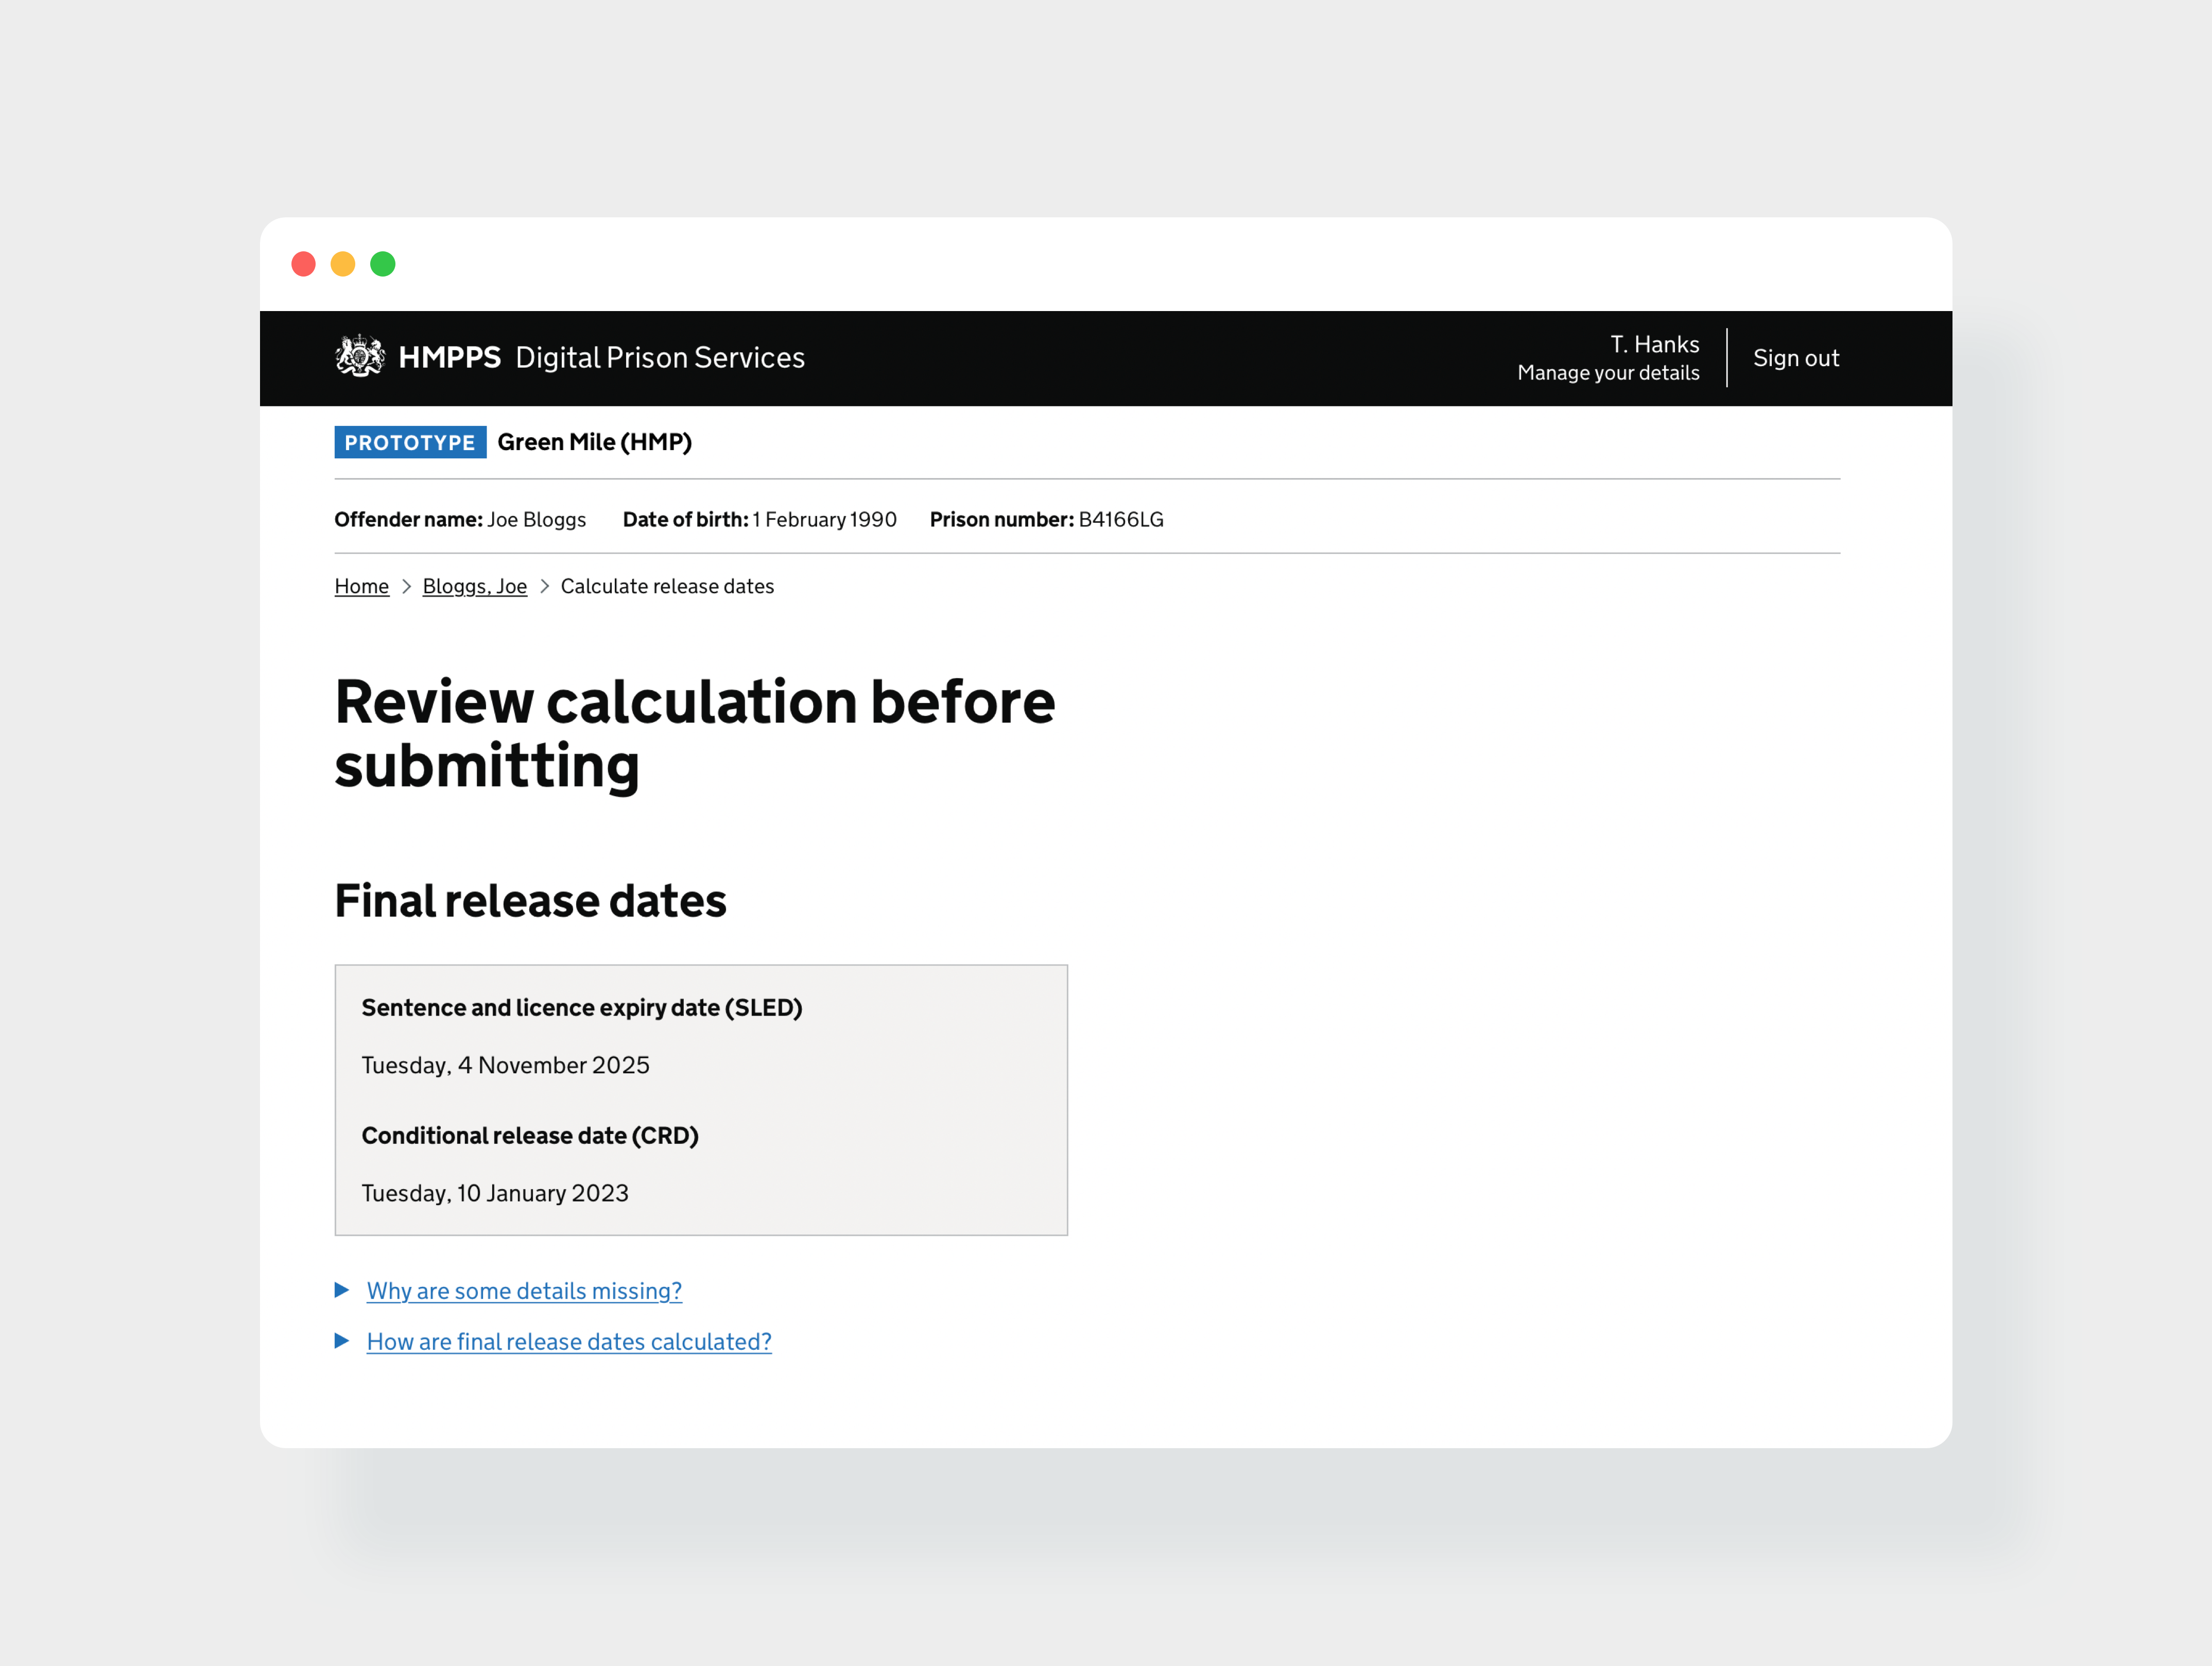 HMPPS Digital Prison Services
T. Hanks
Manage your details
Sign out
PROTOTYPE Green Mile (HMP)
Offender name: Joe Bloggs Date of birth: 1 February 1990 Prison number: B4166LG
Home > Bloggs, Joe > Calculate release dates
Review calculation before
submitting
Final release dates
Sentence and licence expiry date (SLED)
Tuesday, 4 November 2025
Conditional release date (CRD)
Tuesday, 10 January 2023
Why are some details missing?
How are final release dates calculated?